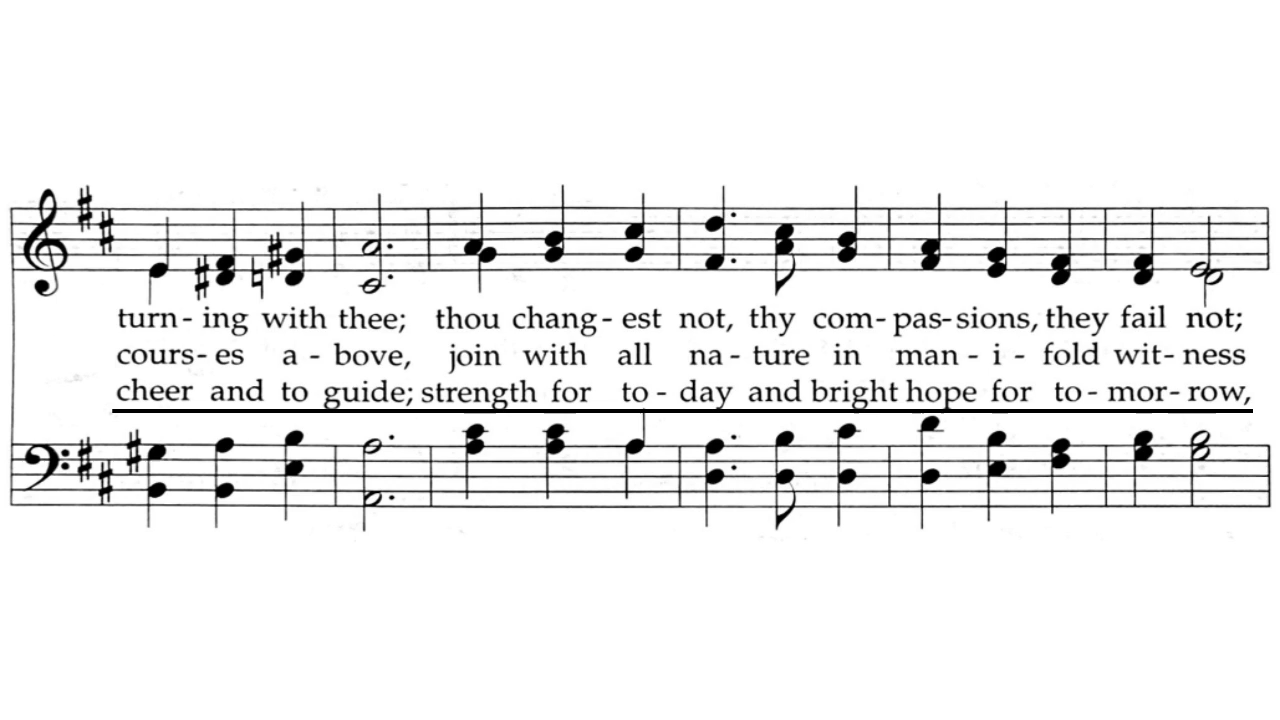 turn- ing with thee; thou chang- est not, thy com- pas- sions, they fail not;
cours- es a - bove, join with all na - ture in man - i - fold wit- ness
cheer and to guide; strength for to - day and bright hope for to - mor- row,